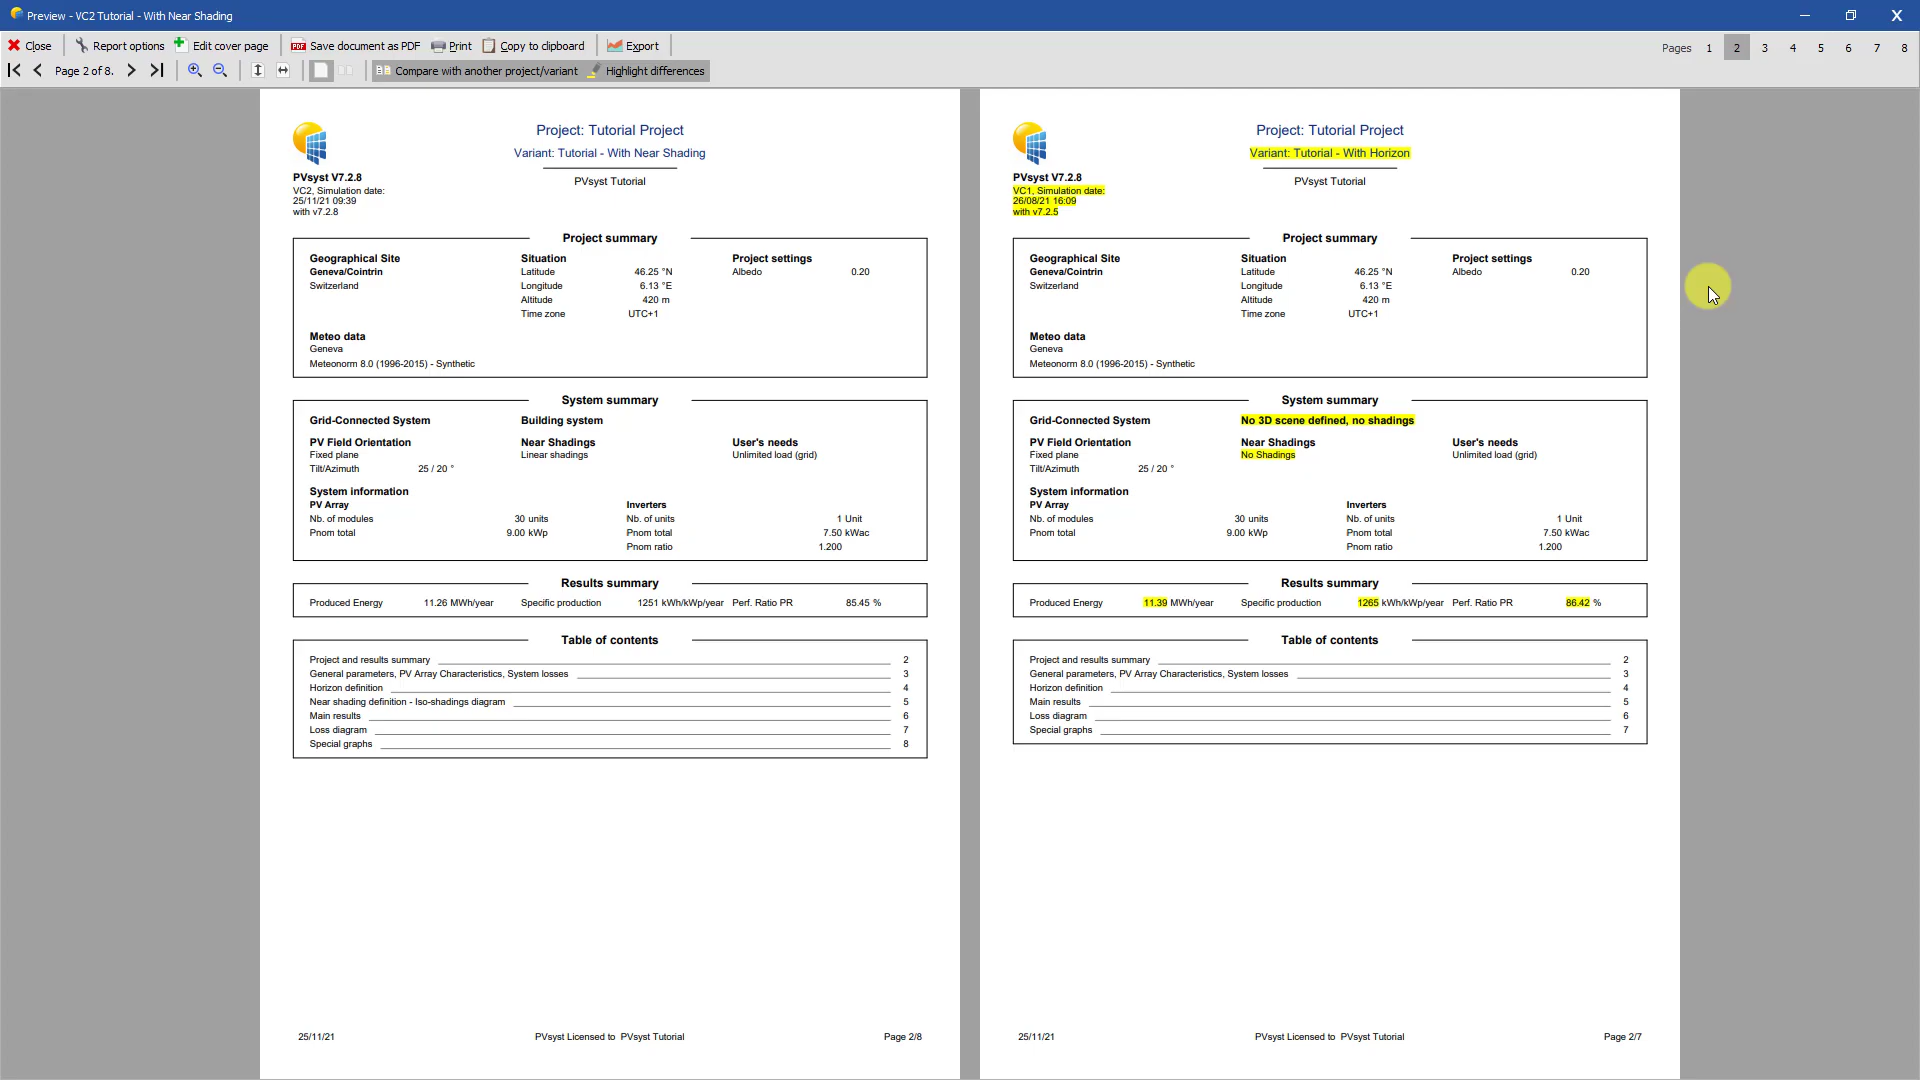 Preview - VC2 Tutorial - With Near Shading
Close Report options Edit cover page Save document as PDF Print Copy to clipboard Export
Pages 1 2 3 4 5 6 7 8
Page 2 of 8. Compare with another project/variant Highlight differences
Project: Tutorial Project
Variant: Tutorial - With Near Shading
PVsyst Tutorial
PVsyst V7.2.8
VC2, Simulation date:
25/11/21 09:39
with v7.2.8
Project summary
Geographical Site Situation Project settings
Geneva/Cointrin Latitude 46.25 °N Albedo 0.20
Switzerland Longitude 6.13 °E
Altitude 420 m
Time zone UTC+1
Meteo data
Geneva
Meteonorm 8.0 (1996-2015) - Synthetic
System summary
Grid-Connected System Building system
PV Field Orientation Near Shadings User's needs
Fixed plane Linear shadings Unlimited load (grid)
Tilt/Azimuth 25 / 20 °
System information
PV Array Inverters
Nb. of modules 30 units Nb. of units 1 Unit
Pnom total 9.00 kWp Pnom total 7.50 kWac
Pnom ratio 1.200
Results summary
Produced Energy 11.26 MWh/year Specific production 1251 kWh/kWp/year Perf. Ratio PR 85.45 %
Table of contents
Project and results summary 2
General parameters, PV Array Characteristics, System losses 3
Horizon definition 4
Near shading definition - Iso-shadings diagram 5
Main results 6
Loss diagram 7
Special graphs 8
25/11/21 PVsyst Licensed to PVsyst Tutorial Page 2/8
Project: Tutorial Project
Variant: Tutorial - With Horizon
PVsyst Tutorial
PVsyst V7.2.8
VC1, Simulation date:
26/08/21 16:09
with v7.2.5
Project summary
Geographical Site Situation Project settings
Geneva/Cointrin Latitude 46.25 °N Albedo 0.20
Switzerland Longitude 6.13 °E
Altitude 420 m
Time zone UTC+1
Meteo data
Geneva
Meteonorm 8.0 (1996-2015) - Synthetic
System summary
Grid-Connected System No 3D scene defined, no shadings
PV Field Orientation Near Shadings User's needs
Fixed plane No Shadings Unlimited load (grid)
Tilt/Azimuth 25 / 20 °
System information
PV Array Inverters
Nb. of modules 30 units Nb. of units 1 Unit
Pnom total 9.00 kWp Pnom total 7.50 kWac
Pnom ratio 1.200
Results summary
Produced Energy 11.39 MWh/year Specific production 1265 kWh/kWp/year Perf. Ratio PR 86.42 %
Table of contents
Project and results summary 2
General parameters, PV Array Characteristics, System losses 3
Horizon definition 4
Main results 5
Loss diagram 6
Special graphs 7
25/11/21 PVsyst Licensed to PVsyst Tutorial Page 2/7